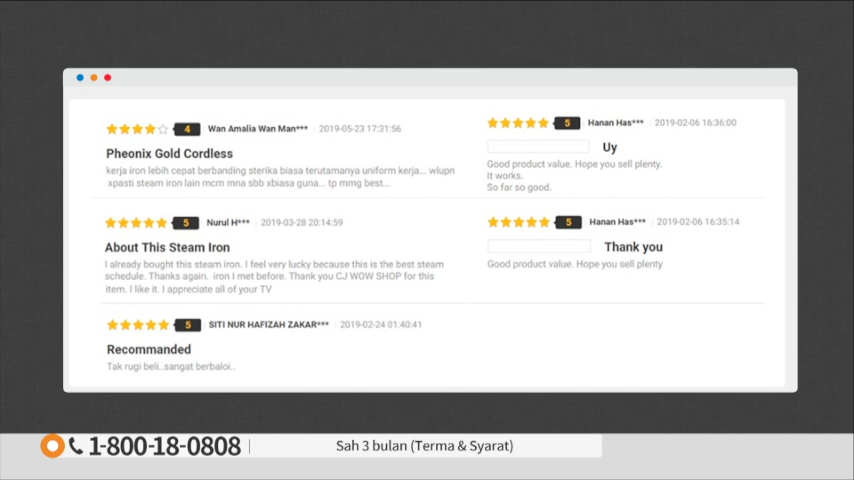 4 Wan Amalia Wan Man*** 2019-05-23 17:31:56
Pheonix Gold Cordless
kerja iron lebih cepat berbanding sterika biasa terutamanya uniform kerja... wlupn
xpasti steam iron lain mcrn mna sbb xbiasa guna... tp mmg best...
5 Nurul H*** 2019-03-28 20:14:59
About This Steam Iron
I already bought this steam iron. I feel very lucky because this is the best steam
schedule. Thanks again. iron I met before. Thank you CJ WOW SHOP for this
item. I like it. I appreciate all of your TV
5 SITI NUR HAFIZAH ZAKAR*** 2019-02-24 01:40:41
Recommanded
Tak rugi beli..sangat berbaloi..
5 Hanan Has*** 2019-02-06 16:36:00
Uy
Good product value. Hope you sell plenty.
It works.
So far so good.
5 Hanan Has*** 2019-02-06 16:35:14
Thank you
Good product value. Hope you sell plenty
1-800-18-0808
Sah 3 bulan (Terma & Syarat)